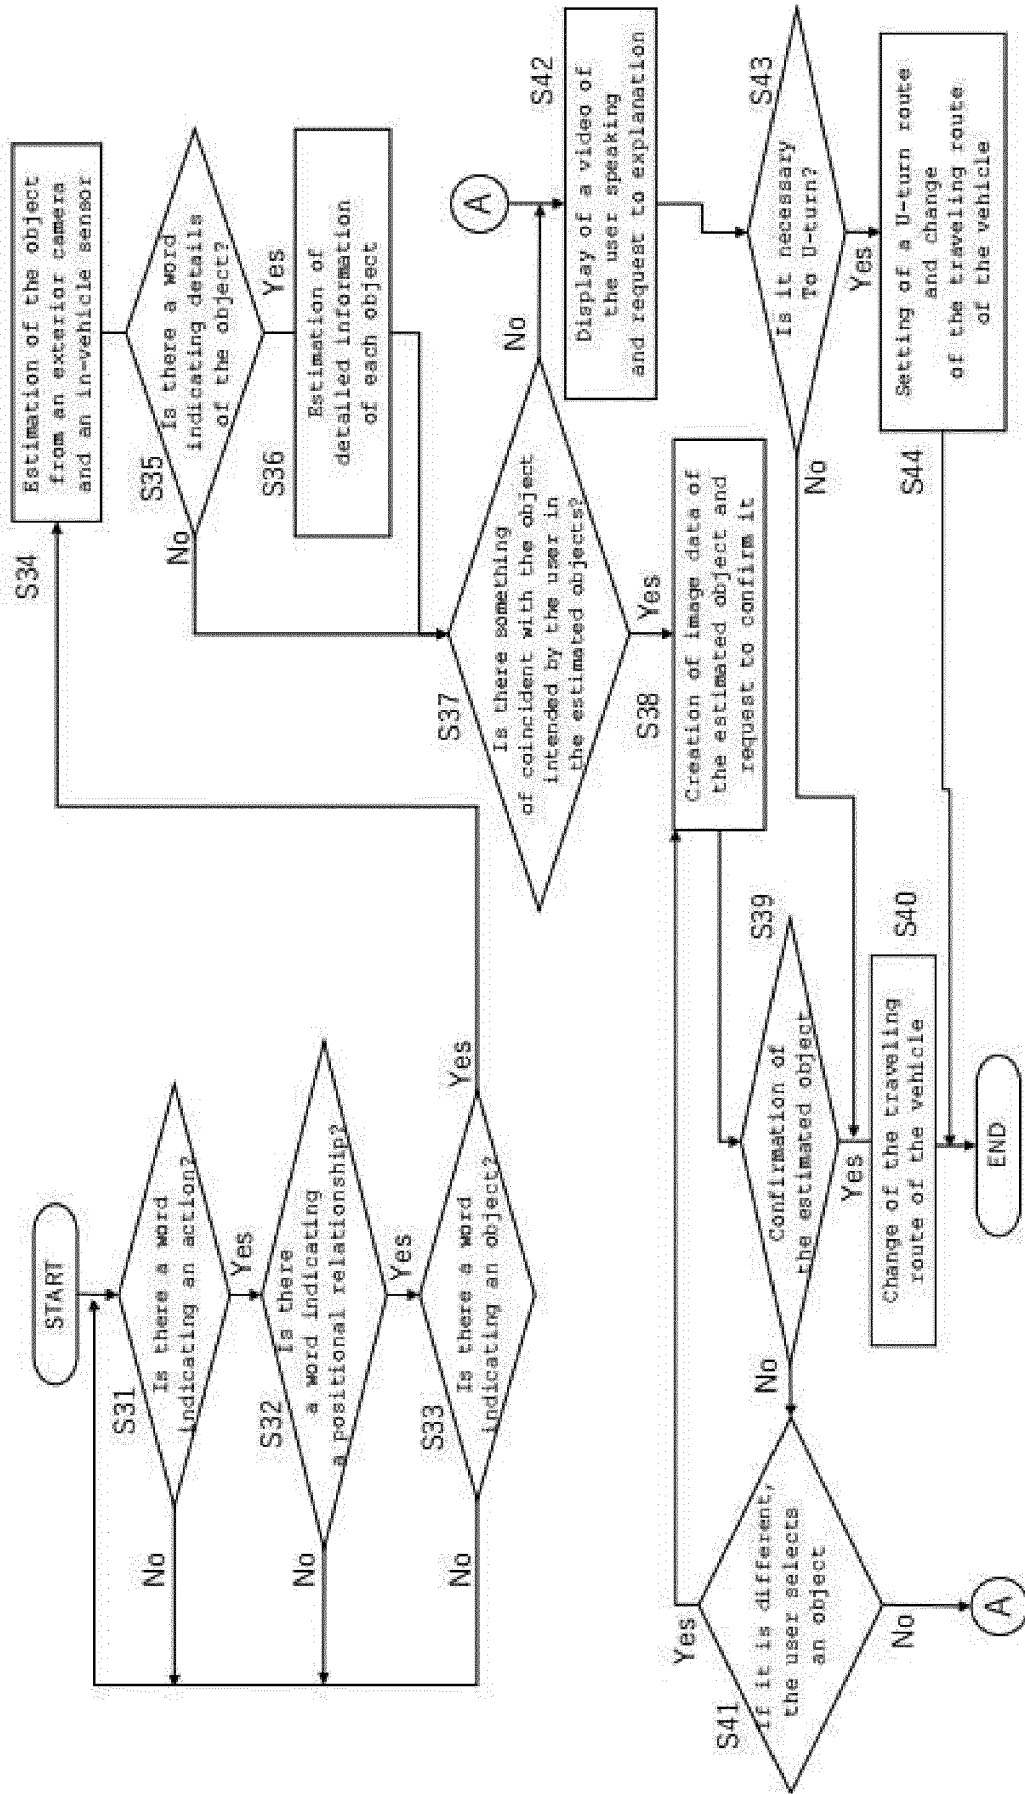 START
S31
Is there a word
indicating an action?
No
Yes
S32
Is there
a word indicating
a positional relationship?
No
Yes
S33
Is there a word
indicating an object?
No
Yes
S34
Estimation of the object
from an exterior camera
and an in-vehicle sensor
S35
Is there a word
indicating details
of the object?
No
Yes
S36
Estimation of
detailed information
of each object
S37
Is there something
of coincident with the object
intended by the user in
the estimated objects?
No
Yes
S38
Creation of image data of
the estimated object and
request to confirm it
S39
Confirmation of
the estimated object
No
Yes
S40
Change of the traveling
route of the vehicle
S41
If it is different,
the user selects
an object
Yes
No
A
A
S42
Display of a video of
the user speaking
and request to explanation
S43
Is it necessary
To U-turn?
No
Yes
S44
Setting of a U-turn route
and change
of the traveling route
of the vehicle
END